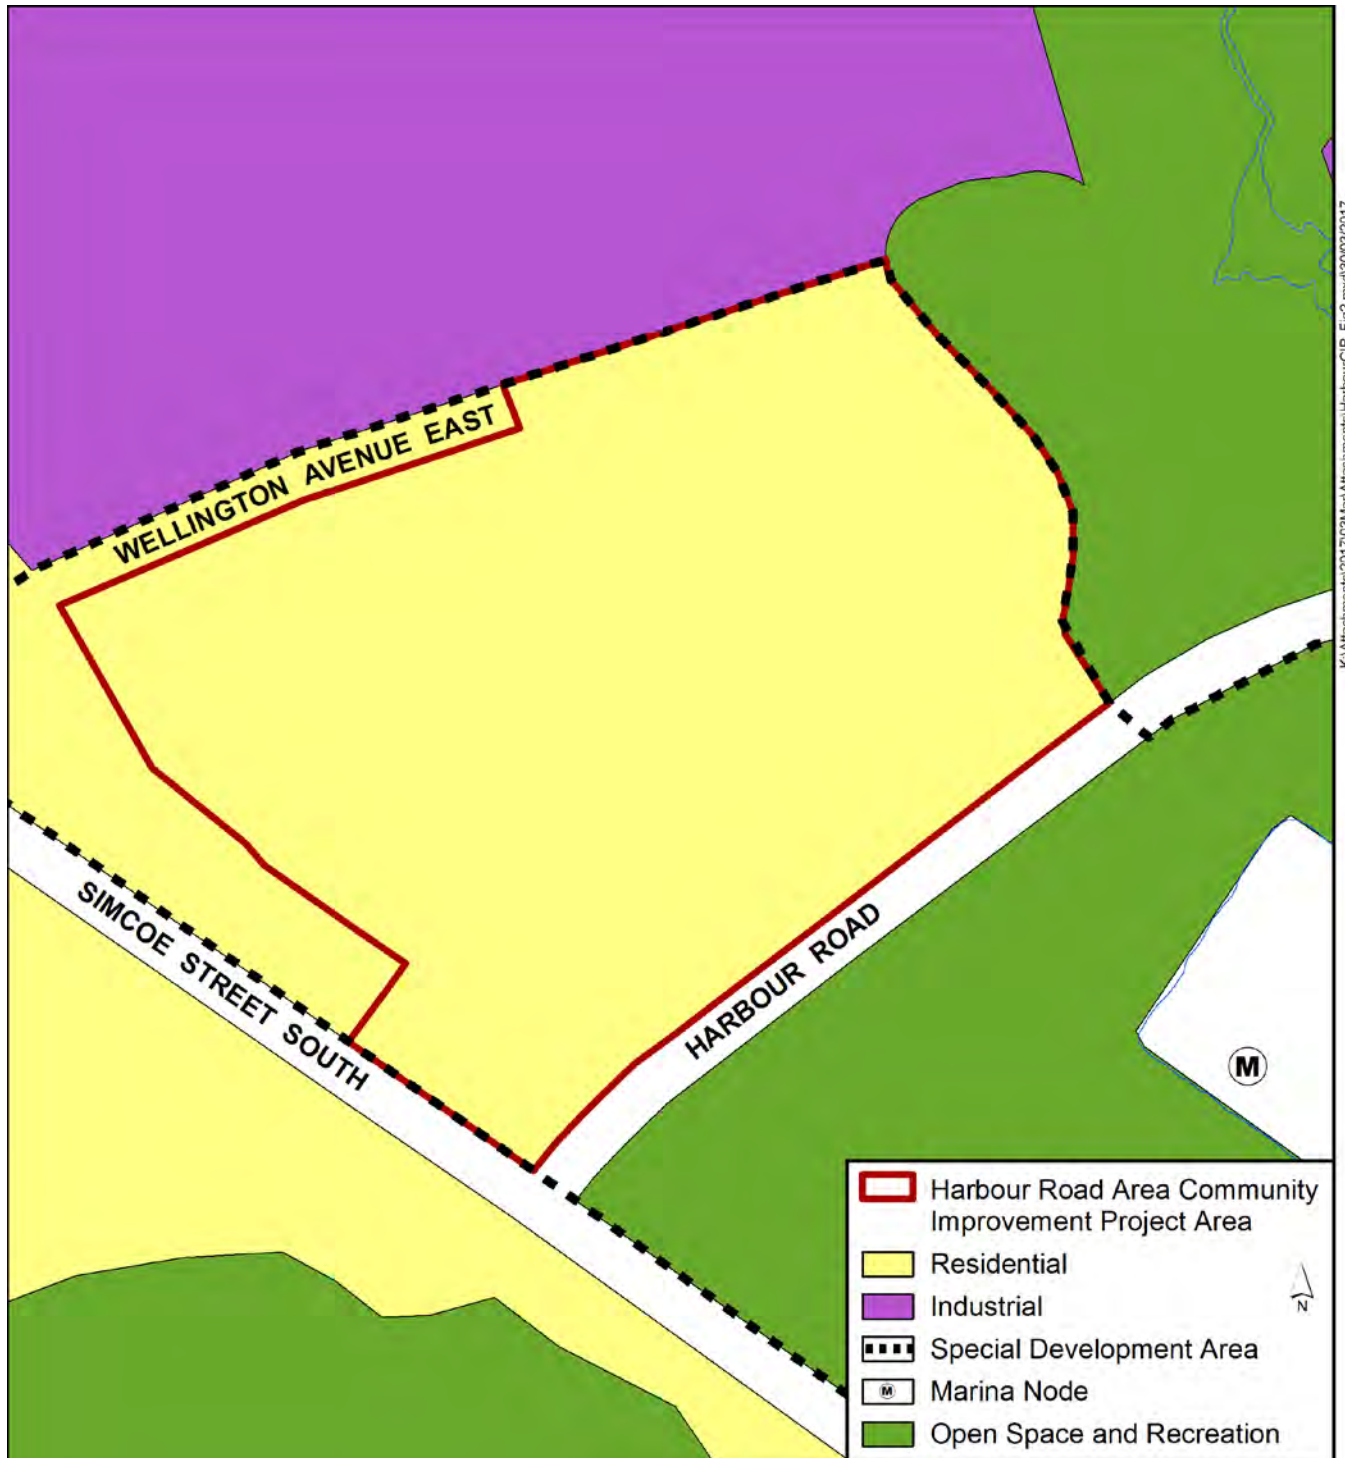 WELLINGTON AVENUE EAST
SIMCOE STREET SOUTH
HARBOUR ROAD
M
Harbour Road Area Community
Improvement Project Area
Residential
Industrial
Special Development Area
M
Marina Node
Open Space and Recreation
N